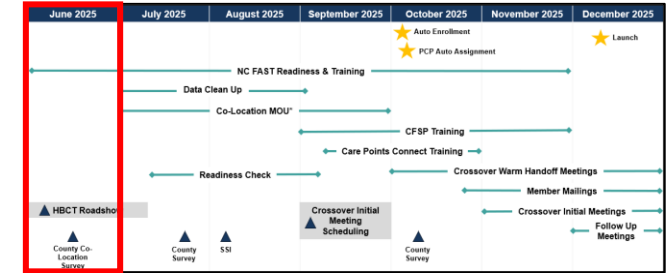 June 2025 July 2025 August 2025 September 2025 October 2025 November 2025 December 2025
Auto Enrollment
Launch
PCP Auto Assignment
NC FAST Readiness & Training
Data Clean Up
Co-Location MOU*
CFSP Training
Care Points Connect Training
Readiness Check
Crossover Warm Handoff Meetings
Member Mailings
HBCT Roadshow
Crossover Initial
Meeting
Scheduling
Crossover Initial Meetings
Follow Up
Meetings
County Co-
Location
Survey
County
Survey
SSI
County
Survey